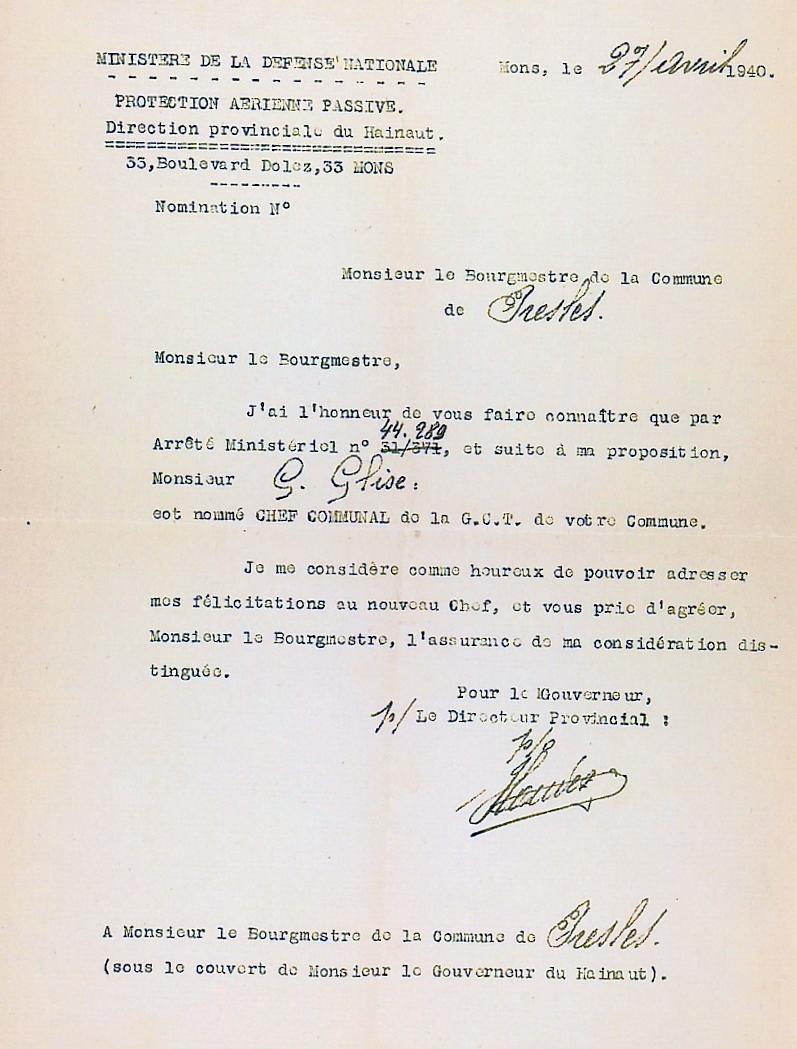 MINISTERE DE LA DEFENSE NATIONALE
Mons, le 27/avril 1940.
PROTECTION AERIENNE PASSIVE.
Direction provinciale du Hainaut.
33,Boulevard Dolez,33 MONS
Nomination N°
Monsieur le Bourgmestre de la Commune
de Presles.
Monsieur le Bourgmestre,
J'ai l'honneur de vous faire connaître que par
44.289
Arrêté Ministériel n° 31/371, et suite à ma proposition,
Monsieur G. Glise:
est nommé CHEF COMMUNAL de la G.C.T. de votre Commune.
Je me considère comme heureux de pouvoir adresser
mes félicitations au nouveau Chef, et vous prie d'agréer,
Monsieur le Bourgmestre, l'assurance de ma considération dis-
tinguée.
Pour le Gouverneur,
p/ Le Directeur Provincial :
A Monsieur le Bourgmestre de la Commune de Presles.
(sous le couvert de Monsieur le Gouverneur du Hainaut).